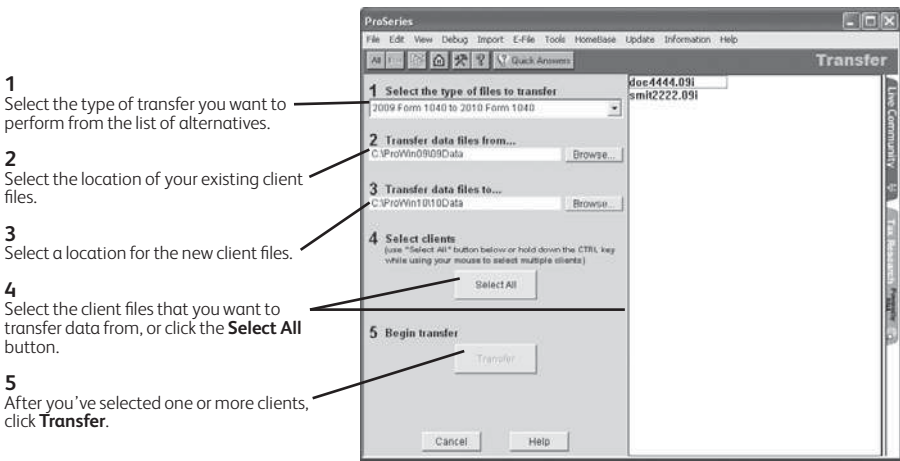 1
Select the type of transfer you want to
perform from the list of alternatives.
2
Select the location of your existing client
files.
3
Select a location for the new client files.
4
Select the client files that you want to
transfer data from, or click the Select All
button.
5
After you've selected one or more clients,
click Transfer.
ProSeries
File Edit View Debug Import E-File Tools HomeBase Update Information Help
All
Quick Answers
Transfer
1 Select the type of files to transfer
2009 Form 1040 to 2010 Form 1040
2 Transfer data files from...
C:\ProWin09\09Data
Browse...
3 Transfer data files to...
C:\ProWin10\10Data
Browse...
4 Select clients
(use "Select All" button below or hold down the CTRL key
while using your mouse to select multiple clients)
Select All
5 Begin transfer
Transfer
Cancel
Help
doe4444.09i
smit2222.09i
Live Community
Tax Research